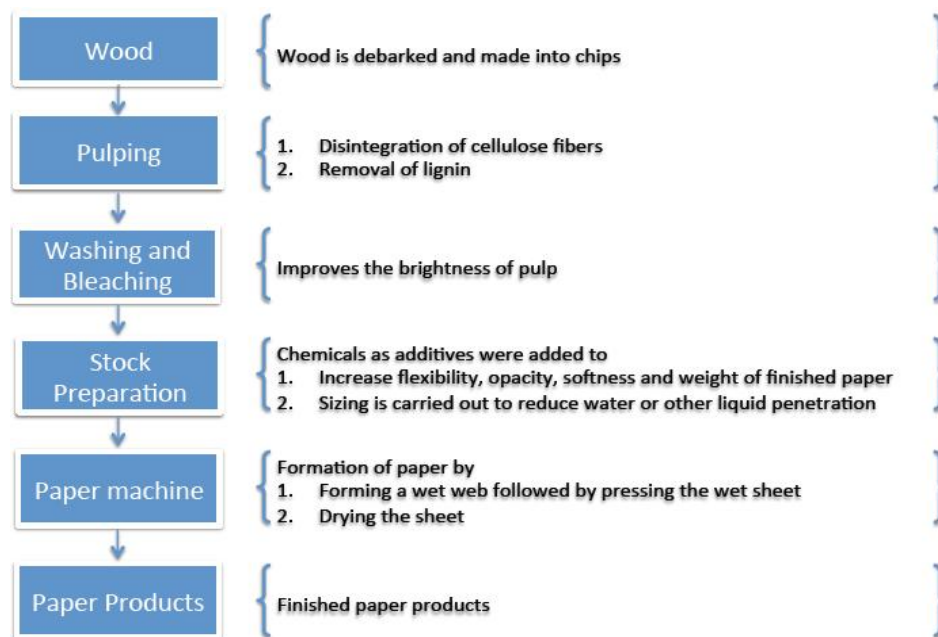 Wood
Wood is debarked and made into chips
Pulping
1. Disintegration of cellulose fibers
2. Removal of lignin
Washing and
Bleaching
Improves the brightness of pulp
Stock
Preparation
Chemicals as additives were added to
1. Increase flexibility, opacity, softness and weight of finished paper
2. Sizing is carried out to reduce water or other liquid penetration
Paper machine
Formation of paper by
1. Forming a wet web followed by pressing the wet sheet
2. Drying the sheet
Paper Products
Finished paper products